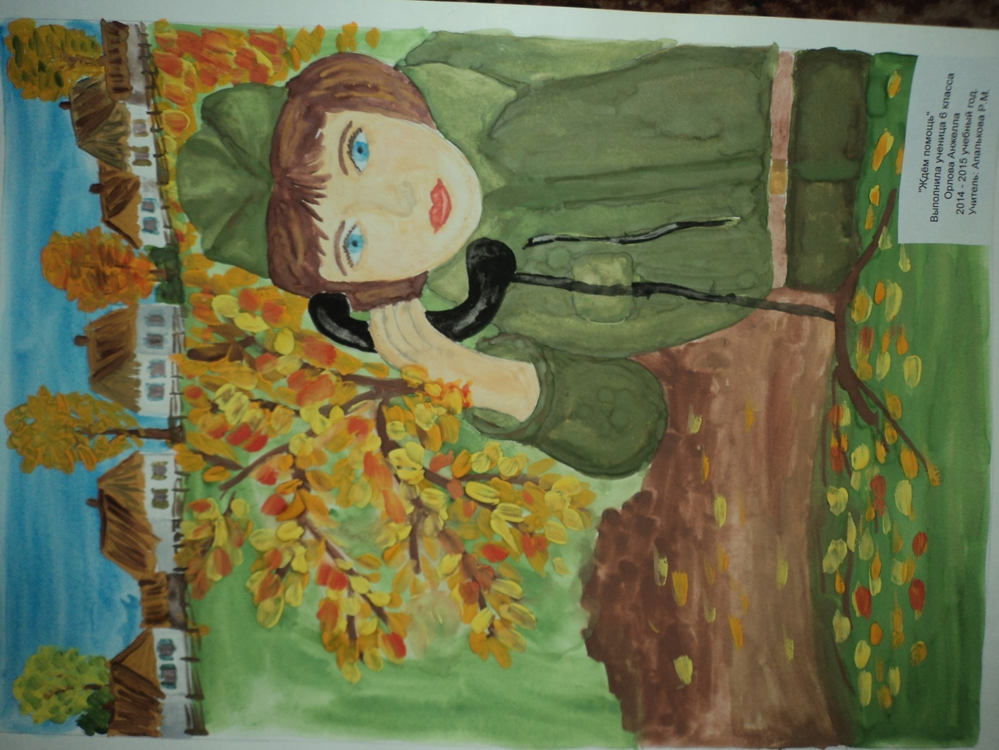 "Ждём помощь"
Выполнила ученица 6 класса
Орлова Анжелла
2014 - 2015 учебный год.
Учитель: Апалькова Р.М.